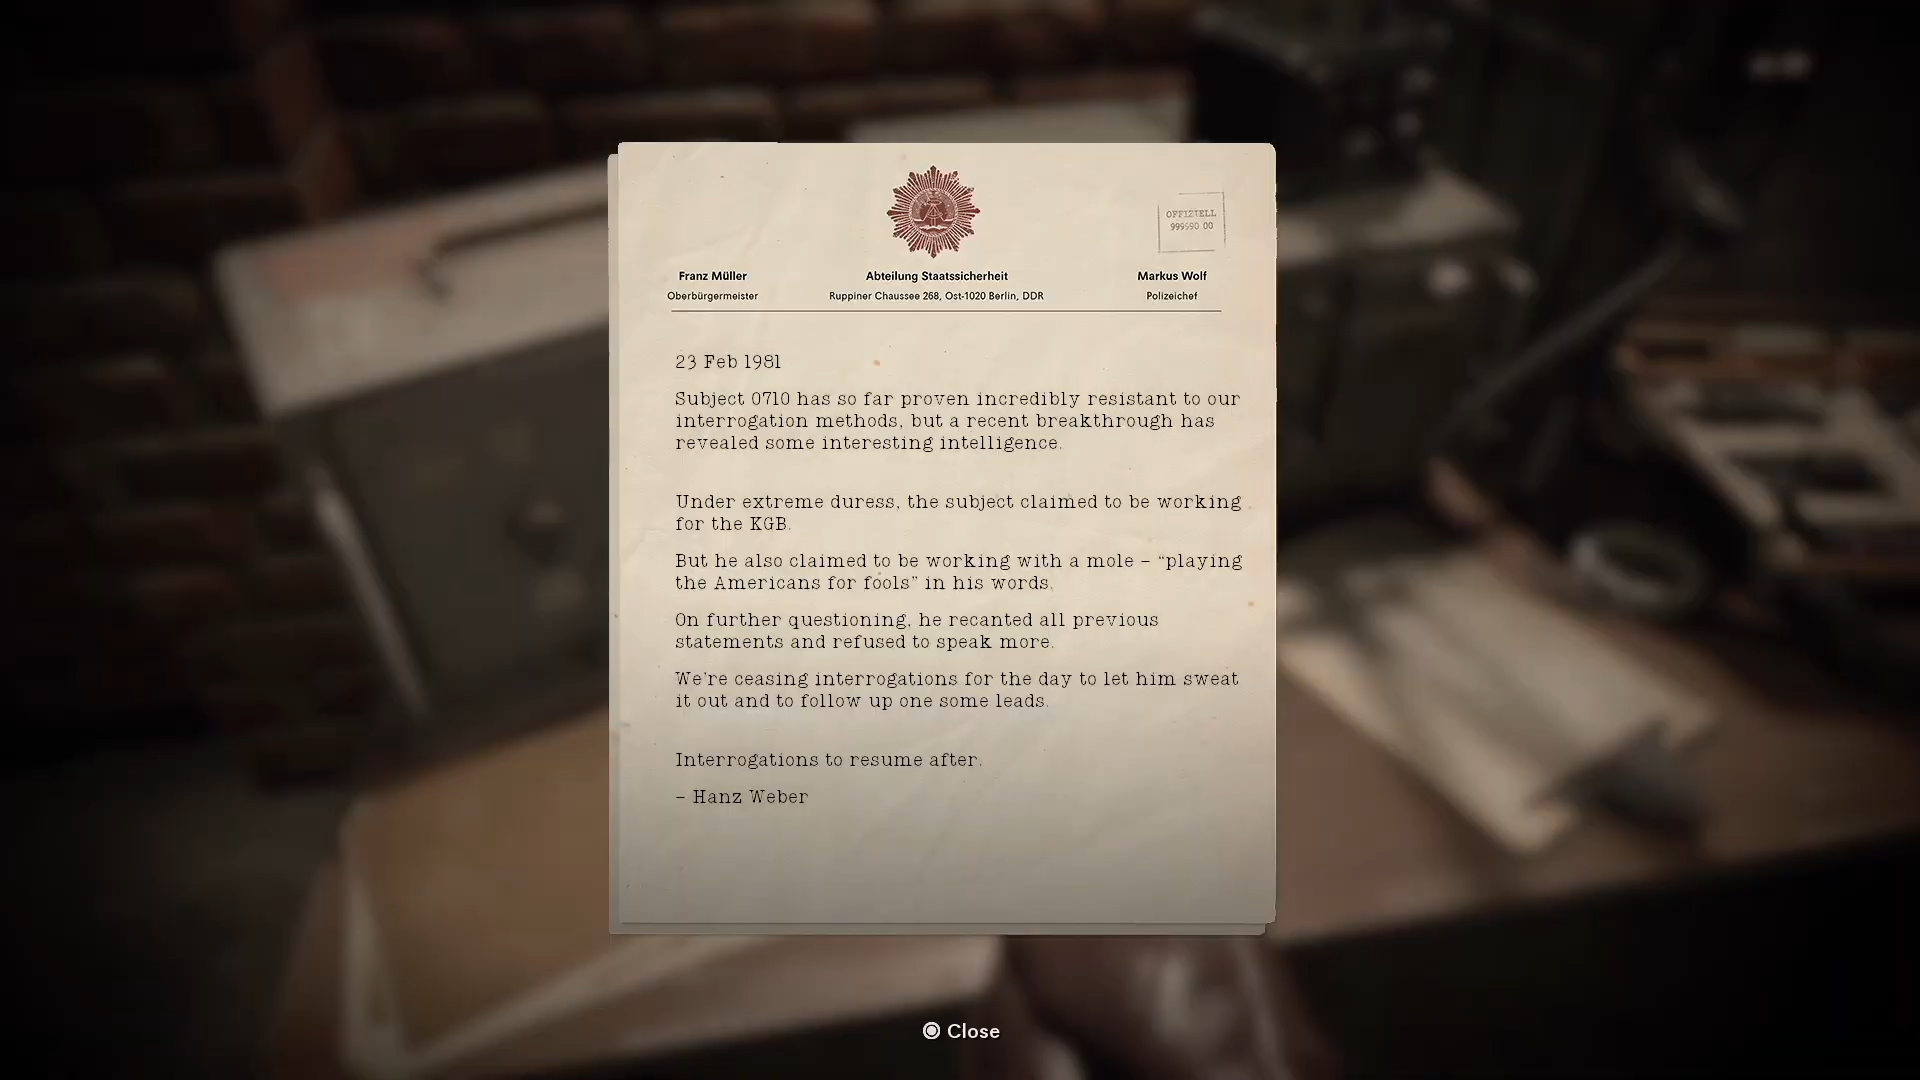 OFFIZIELL
999990 00
Franz Müller
Abteilung Staatssicherheit
Markus Wolf
Oberbürgermeister
Ruppiner Chaussee 268, Ost-1020 Berlin, DDR
Polizeichef
23 Feb 1981
Subject 0710 has so far proven incredibly resistant to our
interrogation methods, but a recent breakthrough has
revealed some interesting intelligence.
Under extreme duress, the subject claimed to be working
for the KGB.
But he also claimed to be working with a mole – “playing
the Americans for fools” in his words.
On further questioning, he recanted all previous
statements and refused to speak more.
We’re ceasing interrogations for the day to let him sweat
it out and to follow up one some leads.
Interrogations to resume after.
– Hanz Weber
Close